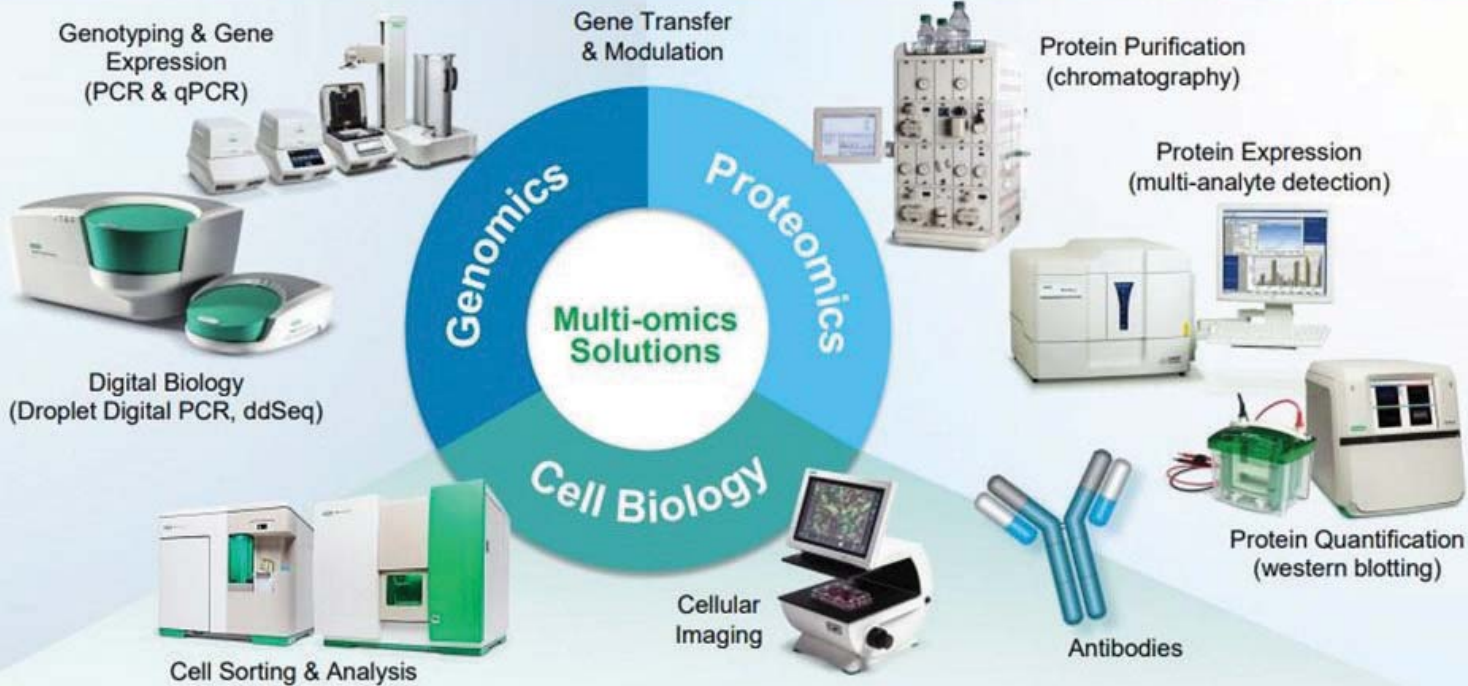 Genotyping & Gene
Expression
(PCR & qPCR)
Gene Transfer
& Modulation
Protein Purification
(chromatography)
Protein Expression
(multi-analyte detection)
Genomics
Proteomics
Multi-omics
Solutions
Cell Biology
Digital Biology
(Droplet Digital PCR, ddSeq)
Protein Quantification
(western blotting)
Cellular
Imaging
Antibodies
Cell Sorting & Analysis